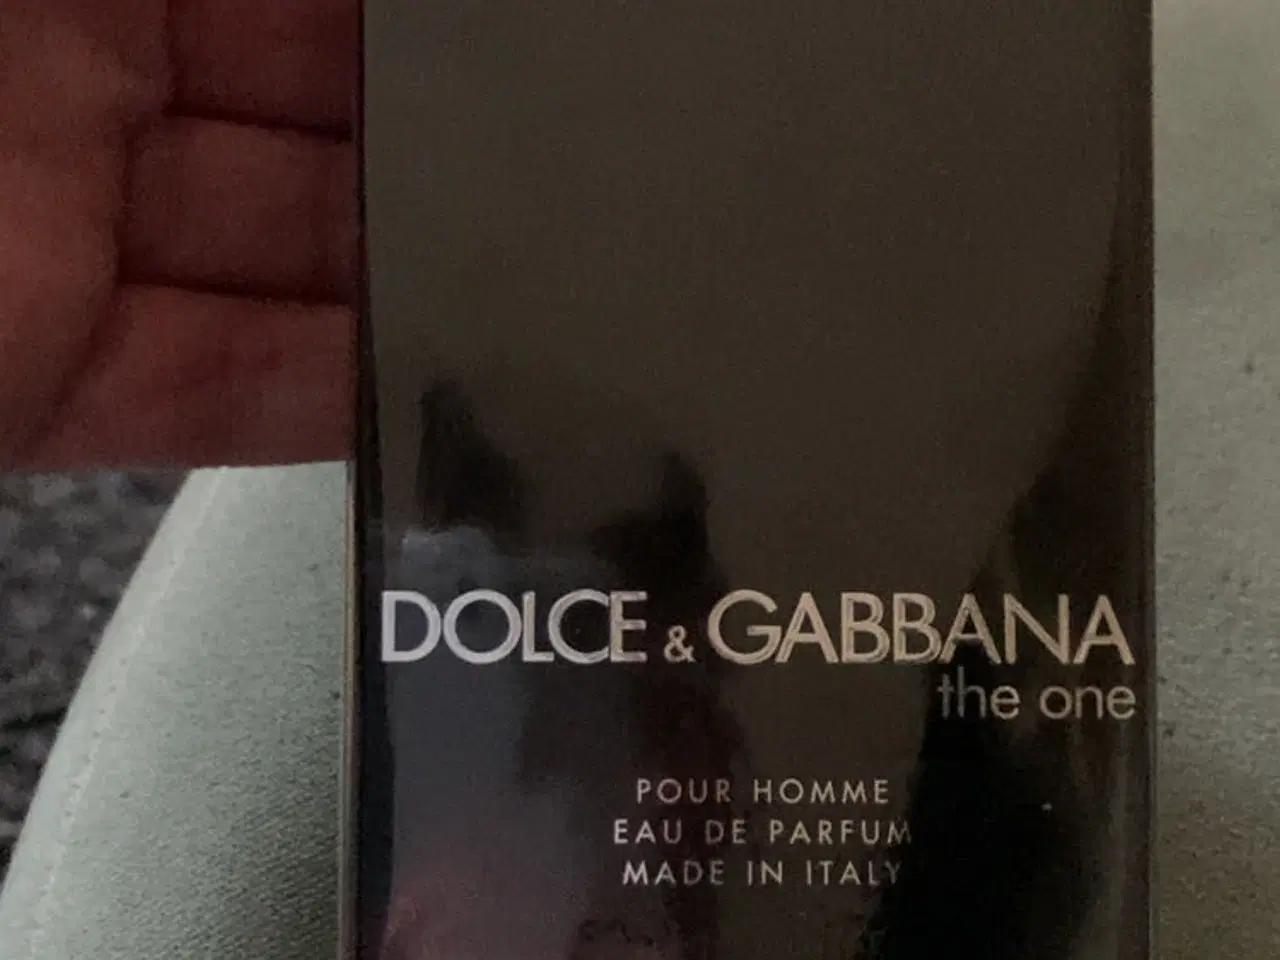 DOLCE & GABBANA
the one
POUR HOMME
EAU DE PARFUM
MADE IN ITALY